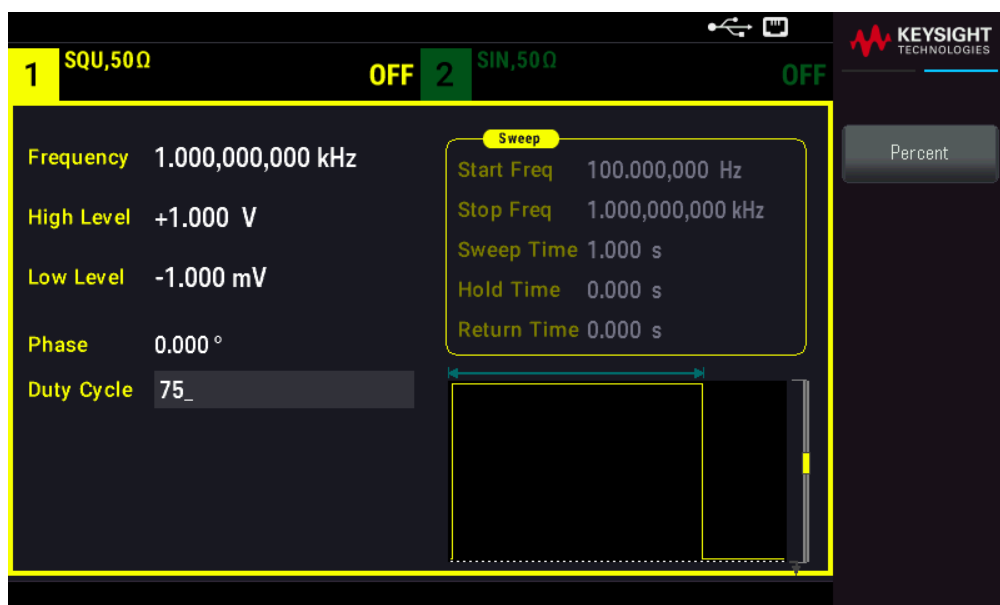 KEYSIGHT
TECHNOLOGIES
1 SQU,50Ω OFF 2 SIN,50Ω OFF
Frequency 1.000,000,000 kHz
High Level +1.000 V
Low Level -1.000 mV
Phase 0.000 °
Duty Cycle 75_
Sweep
Start Freq 100.000,000 Hz
Stop Freq 1.000,000,000 kHz
Sweep Time 1.000 s
Hold Time 0.000 s
Return Time 0.000 s
Percent